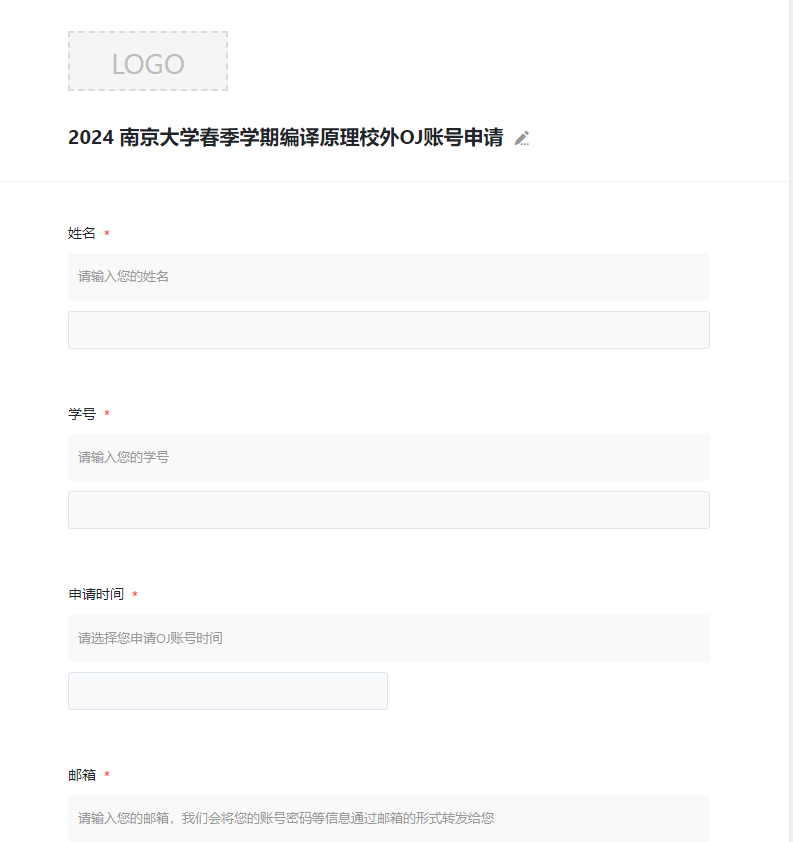 LOGO
2024 南京大学春季学期编译原理校外OJ账号申请
姓名 *
请输入您的姓名
学号 *
请输入您的学号
申请时间 *
请选择您申请OJ账号时间
邮箱 *
请输入您的邮箱，我们会将您的账号密码等信息通过邮箱的形式转发给您